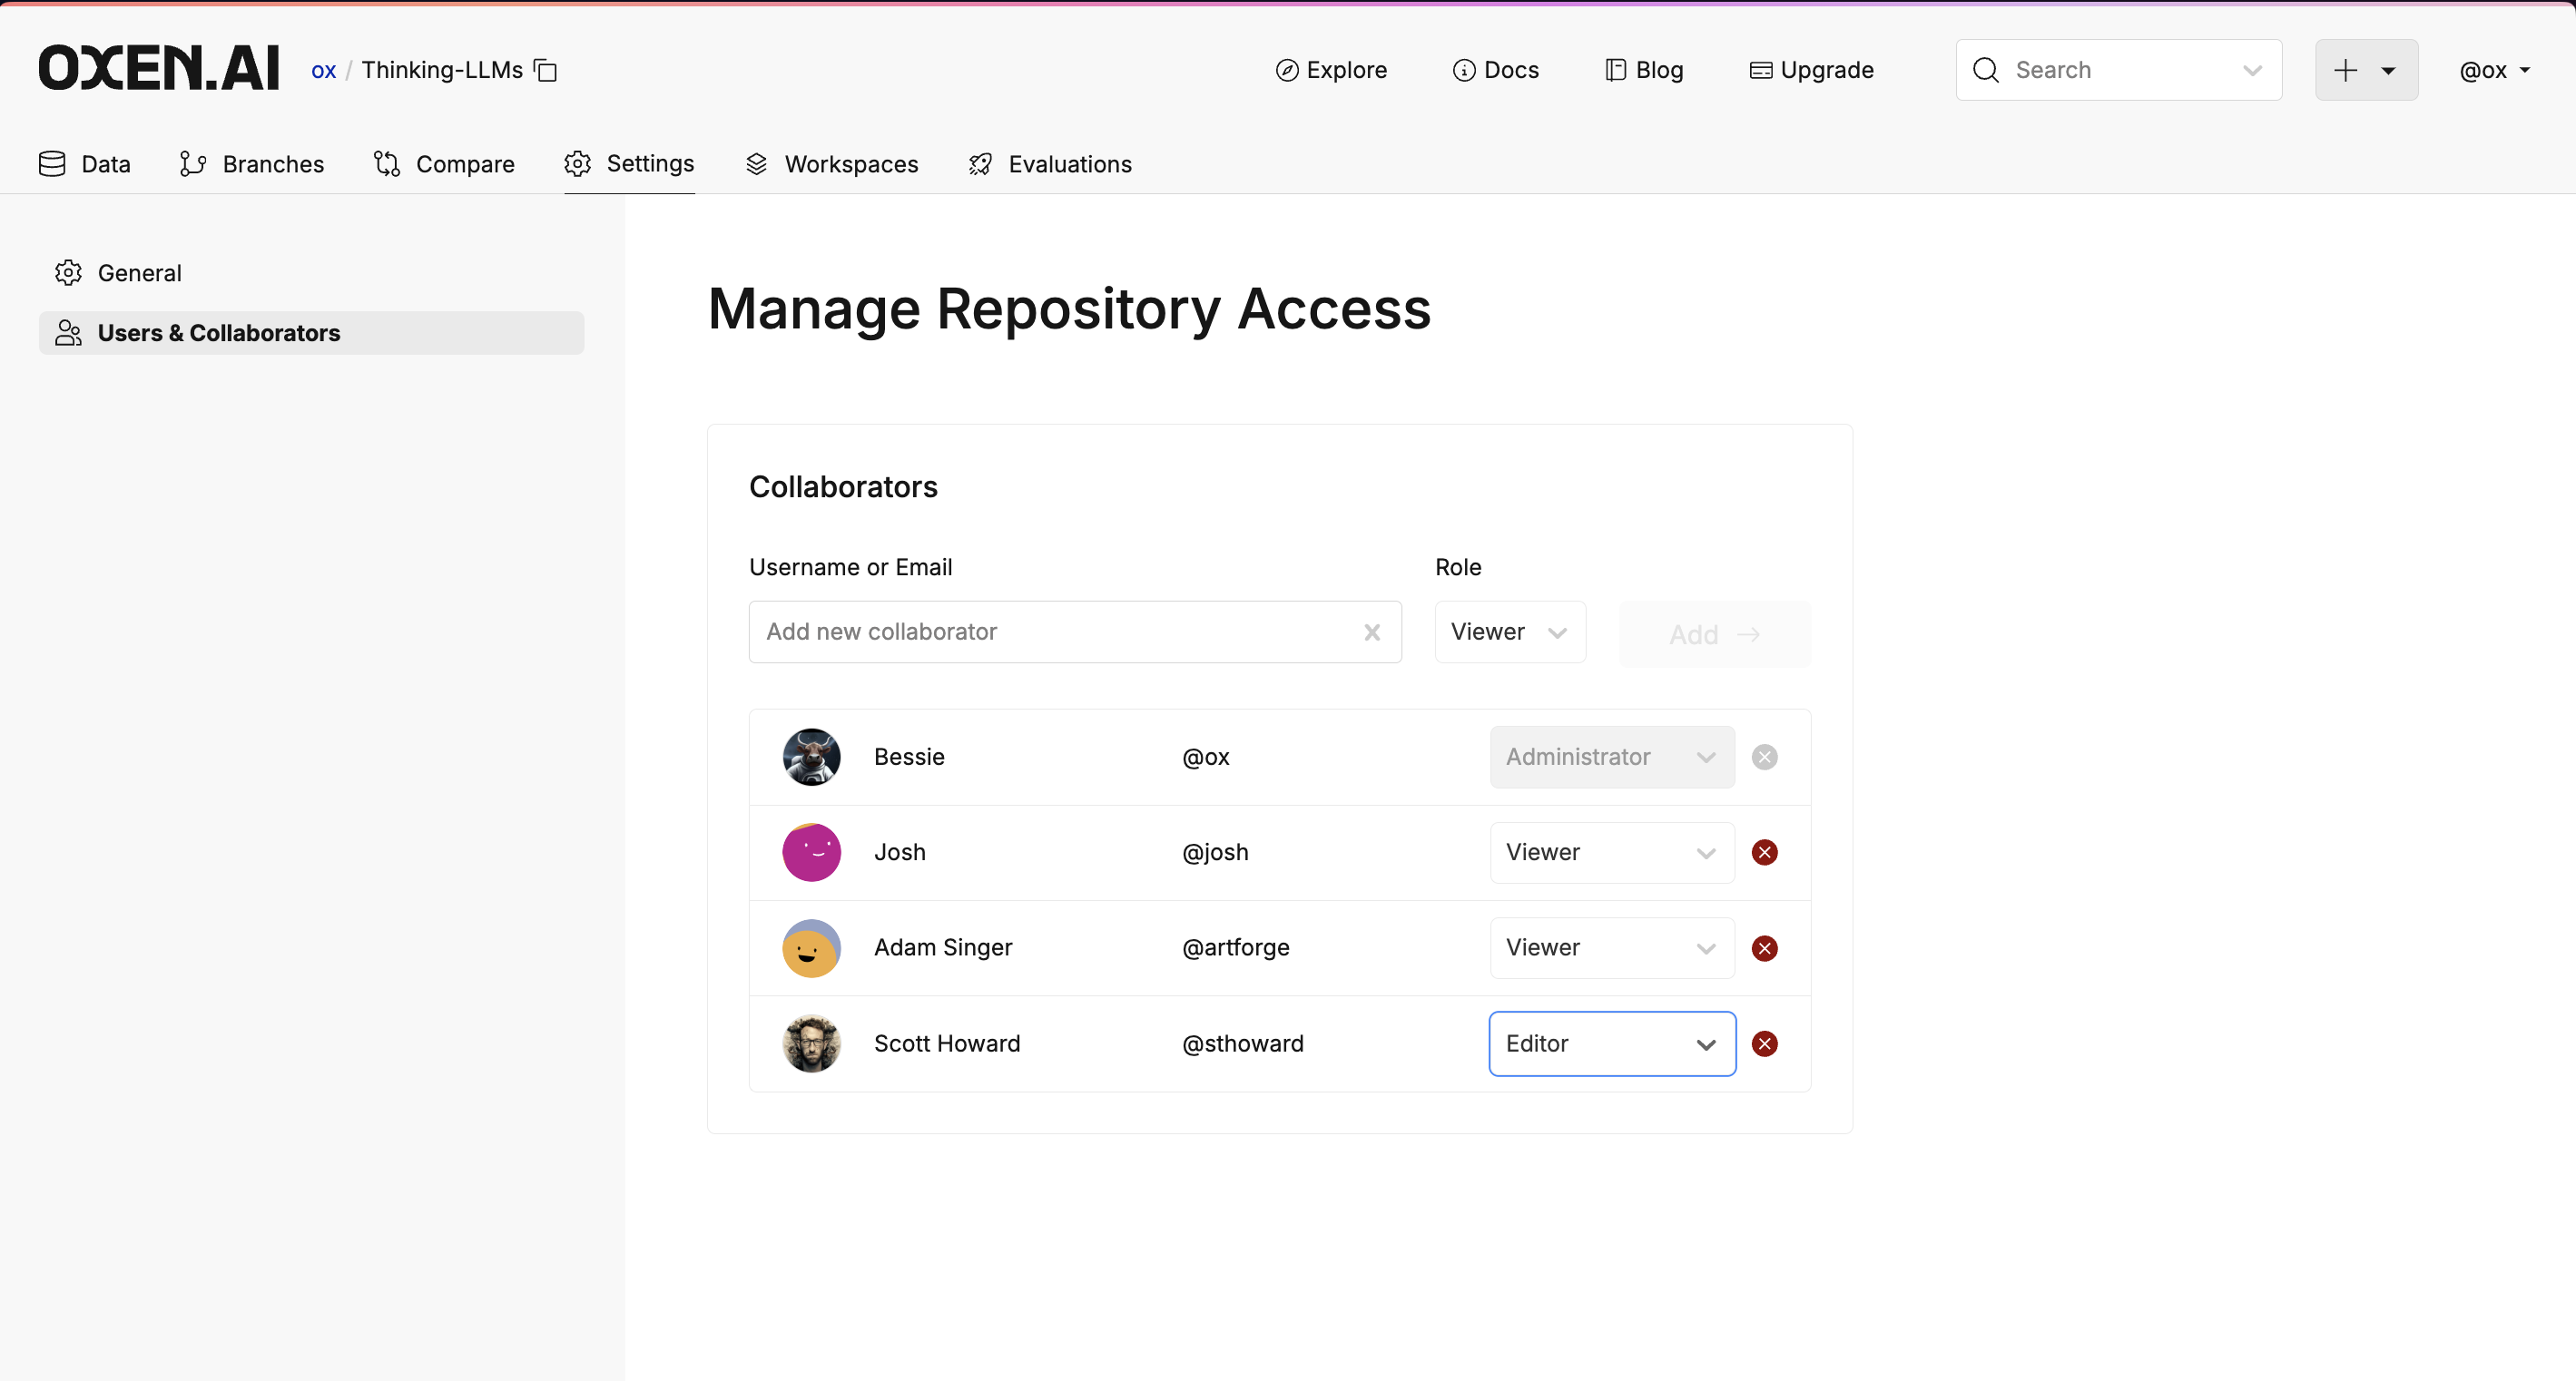 OXEN.AI ox / Thinking-LLMs Explore Docs Blog Upgrade Search @ox
Data Branches Compare Settings Workspaces Evaluations
General
Users & Collaborators
Manage Repository Access
Collaborators
Username or Email Role
Add new collaborator Viewer Add
Bessie @ox Administrator
Josh @josh Viewer
Adam Singer @artforge Viewer
Scott Howard @sthoward Editor